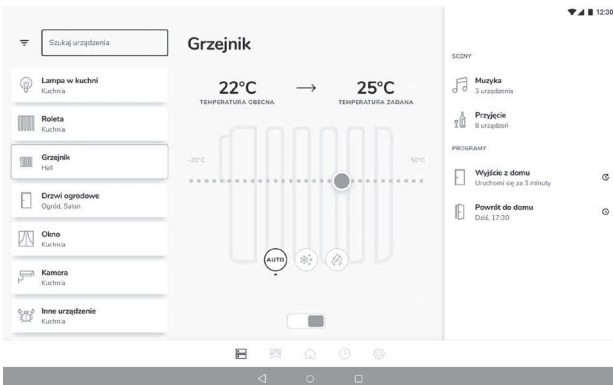 12:30
Szukaj urządzenia
Lampa w kuchni
Kuchnia
Roleta
Kuchnia
Grzejnik
Hall
Drzwi ogrodowe
Ogród, Salon
Okno
Kuchnia
Kamera
Kuchnia
Inne urządzenie
Kuchnia
Grzejnik
22°C
TEMPERATURA OBECNA
25°C
TEMPERATURA ZADANA
-20°C
50°C
AUTO
SCENY
Muzyka
3 urządzenia
Przyjęcie
8 urządzeń
PROGRAMY
Wyjście z domu
Uruchomi się za 3 minuty
Powrót do domu
Dziś, 17:30